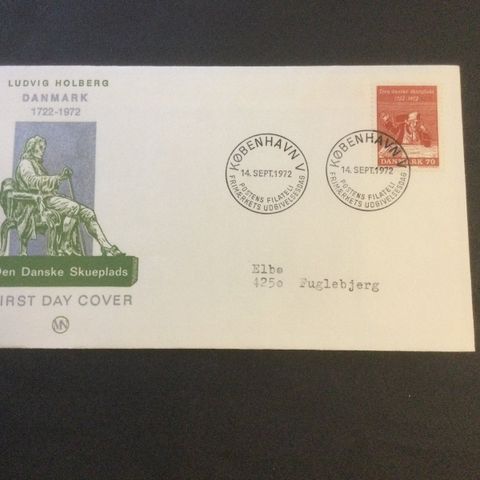 LUDVIG HOLBERG
DANMARK
1722-1972
Den Danske Skueplads
FIRST DAY COVER
MN
KØBENHAVN V
14. SEPT. 1972
POSTENS FILATELI
FRIMÆRKETS UDGIVELSESDAG
KØBENHAVN V
14. SEPT. 1972
POSTENS FILATELI
FRIMÆRKETS UDGIVELSESDAG
Den danske Skueplads
1722-1972
DANMARK 70
Elbo
4250 Fuglebjerg